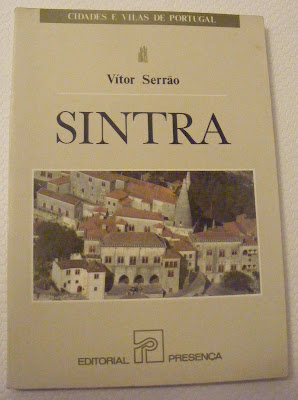 CIDADES E VILAS DE PORTUGAL
Vítor Serrão
SINTRA
EDITORIAL PRESENÇA